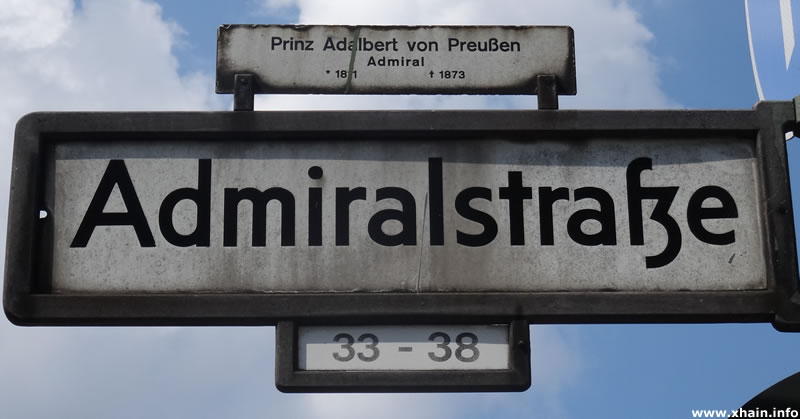 Prinz Adalbert von Preußen
Admiral
† 1873
Admiralstraße
33 - 38
www.xhain.info